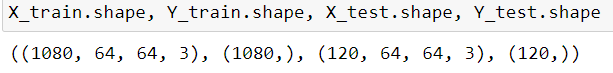 X_train.shape, Y_train.shape, X_test.shape, Y_test.shape
((1080, 64, 64, 3), (1080,), (120, 64, 64, 3), (120,))